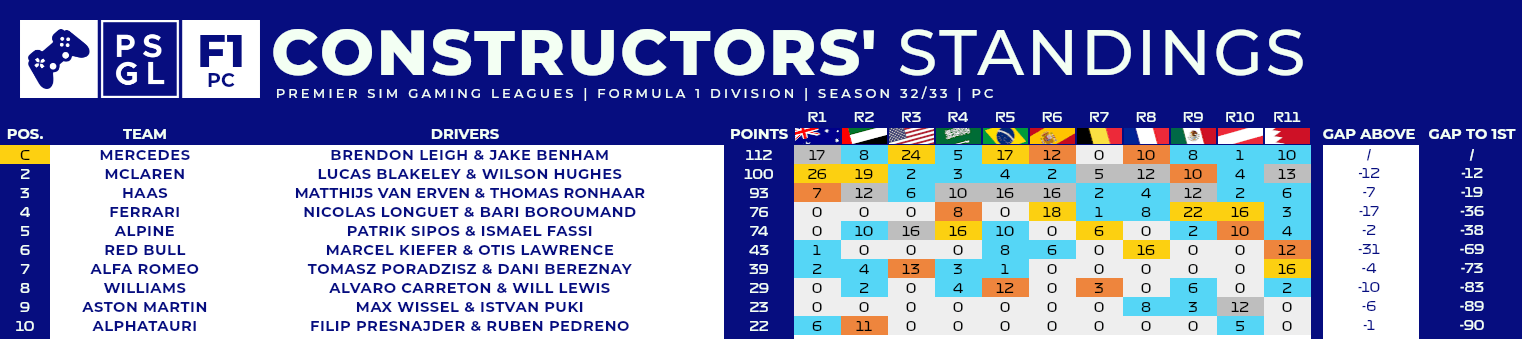 PS
GL
F1
PC
CONSTRUCTORS' STANDINGS
PREMIER SIM GAMING LEAGUES | FORMULA 1 DIVISION | SEASON 32/33 | PC
R1 R2 R3 R4 R5 R6 R7 R8 R9 R10 R11
POS. TEAM DRIVERS POINTS GAP ABOVE GAP TO 1ST
C MERCEDES BRENDON LEIGH & JAKE BENHAM 112 17 8 24 5 17 12 0 10 8 1 10 / /
2 MCLAREN LUCAS BLAKELEY & WILSON HUGHES 100 26 19 2 3 4 2 5 12 10 4 13 -12 -12
3 HAAS MATTHIJS VAN ERVEN & THOMAS RONHAAR 93 7 12 6 10 16 16 2 4 12 2 6 -7 -19
4 FERRARI NICOLAS LONGUET & BARI BOROUMAND 76 0 0 0 8 0 18 1 8 22 16 3 -17 -36
5 ALPINE PATRIK SIPOS & ISMAEL FASSI 74 0 10 16 16 10 0 6 0 2 10 4 -2 -38
6 RED BULL MARCEL KIEFER & OTIS LAWRENCE 43 1 0 0 0 8 6 0 16 0 0 12 -31 -69
7 ALFA ROMEO TOMASZ PORADZISZ & DANI BEREZNAY 39 2 4 13 3 1 0 0 0 0 0 16 -4 -73
8 WILLIAMS ALVARO CARRETON & WILL LEWIS 29 0 2 0 4 12 0 3 0 6 0 2 -10 -83
9 ASTON MARTIN MAX WISSEL & ISTVAN PUKI 23 0 0 0 0 0 0 0 8 3 12 0 -6 -89
10 ALPHATAURI FILIP PRESNAJDER & RUBEN PEDRENO 22 6 11 0 0 0 0 0 0 0 5 0 -1 -90